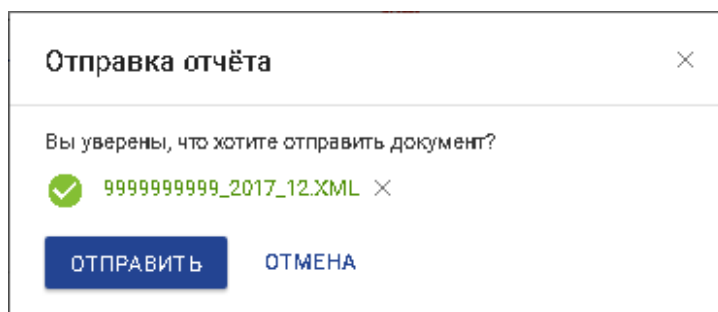 Отправка отчёта
Вы уверены, что хотите отправить документ?
9999999999_2017_12.XML
ОТПРАВИТЬ ОТМЕНА